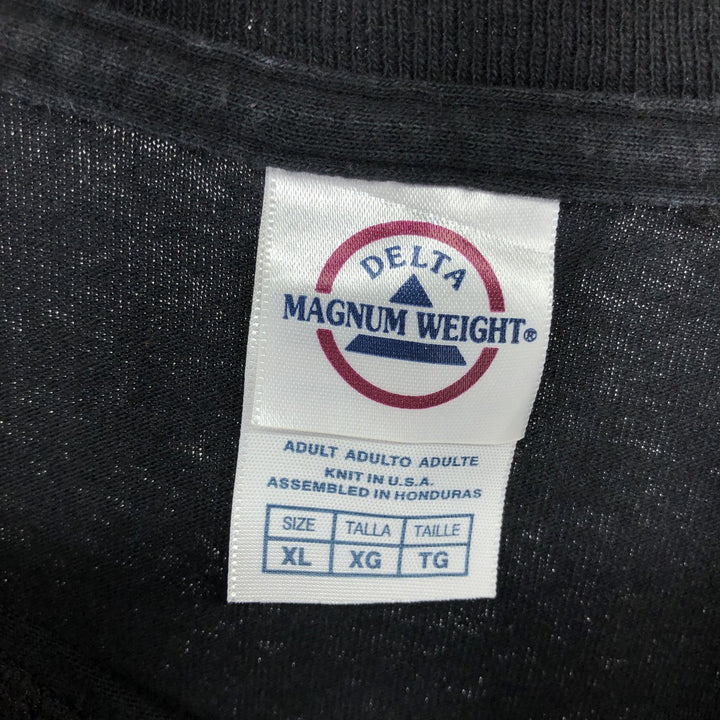 DELTA
MAGNUM WEIGHT®
ADULT ADULTO ADULTE
KNIT IN U.S.A.
ASSEMBLED IN HONDURAS
SIZE TALLA TAILLE
XL XG TG